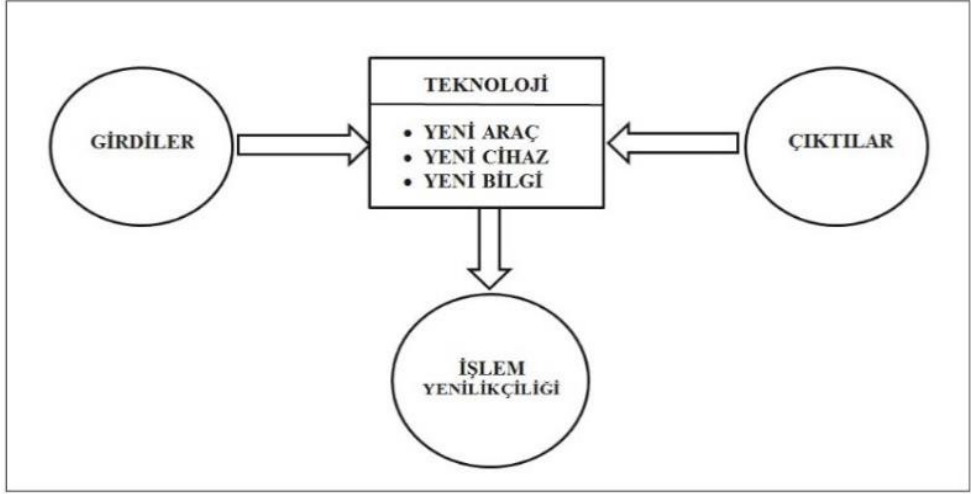 GİRDİLER
TEKNOLOJİ
• YENİ ARAÇ
• YENİ CİHAZ
• YENİ BİLGİ
ÇIKTILAR
İŞLEM
YENİLİKÇİLİĞİ